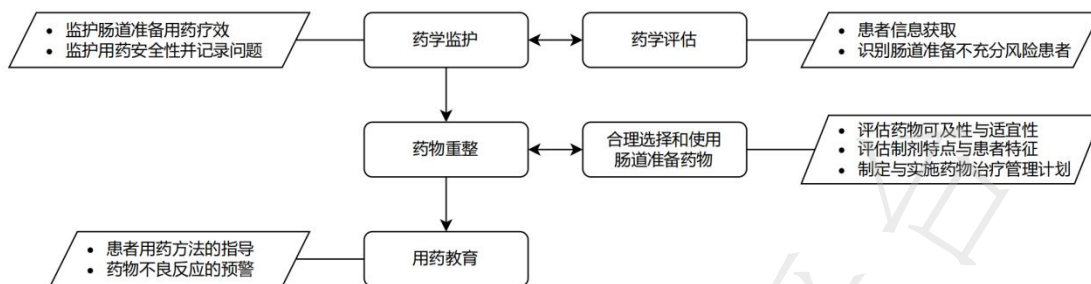 监护肠道准备用药疗效
监护用药安全性并记录问题
药学监护
药学评估
患者信息获取
识别肠道准备不充分风险患者
药物重整
合理选择和使用
肠道准备药物
评估药物可及性与适宜性
评估制剂特点与患者特征
制定与实施药物治疗管理计划
患者用药方法的指导
药物不良反应的预警
用药教育